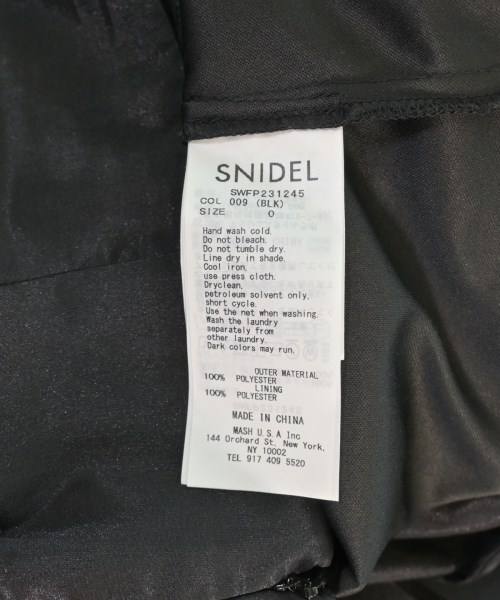 SNIDEL
SWFP231245
COL 009 (BLK)
SIZE 0
Hand wash cold.
Do not bleach.
Do not tumble dry.
Line dry in shade.
Cool iron,
use press cloth.
Dryclean,
petroleum solvent only,
short cycle.
Use the net when washing.
Wash the laundry
separately from
other laundry.
Dark colors may run.
OUTER MATERIAL
100% POLYESTER
LINING
100% POLYESTER
MADE IN CHINA
MASH U.S.A Inc
144 Orchard St. New York,
NY 10002
TEL 917 409 5520